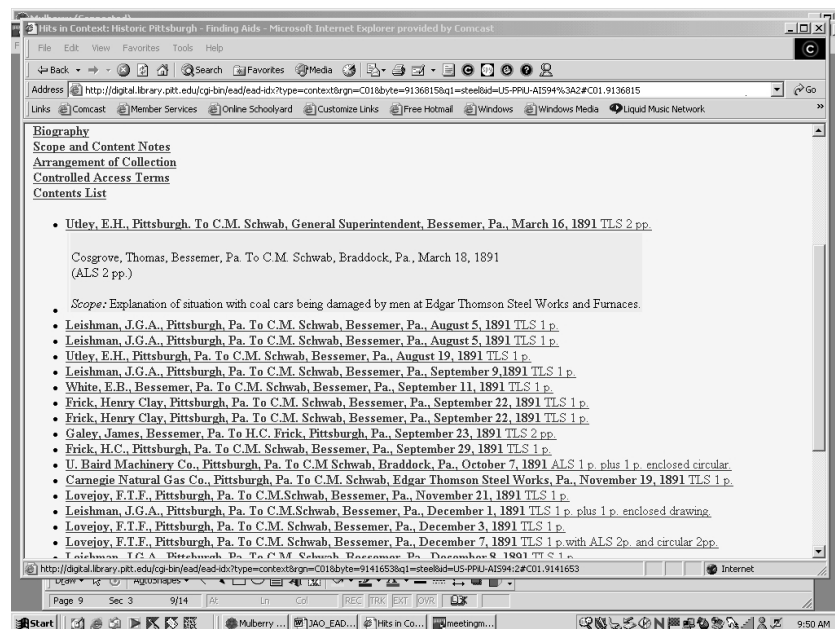 Hits in Context: Historic Pittsburgh - Finding Aids - Microsoft Internet Explorer provided by Comcast
File Edit View Favorites Tools Help
Back Search Favorites Media
Address http://digital.library.pitt.edu/cgi-bin/ead/ead-idx?type=context&rgn=C01&byte=9136815&q1=steel&id=US-PPiU-AIS94%3A2#C01.9136815 Go
Links Comcast Member Services Online Schoolyard Customize Links Free Hotmail Windows Windows Media Liquid Music Network »
Biography
Scope and Content Notes
Arrangement of Collection
Controlled Access Terms
Contents List
• Utley, E.H., Pittsburgh. To C.M. Schwab, General Superintendent, Bessemer, Pa., March 16, 1891 TLS 2 pp.
Cosgrove, Thomas, Bessemer, Pa. To C.M. Schwab, Braddock, Pa., March 18, 1891
(ALS 2 pp.)
Scope: Explanation of situation with coal cars being damaged by men at Edgar Thomson Steel Works and Furnaces.
• Leishman, J.G.A., Pittsburgh, Pa. To C.M. Schwab, Bessemer, Pa., August 5, 1891 TLS 1 p.
• Leishman, J.G.A., Pittsburgh, Pa. To C.M. Schwab, Bessemer, Pa., August 5, 1891 TLS 1 p.
• Utley, E.H., Pittsburgh, Pa. To C.M. Schwab, Bessemer, Pa., August 19, 1891 TLS 1 p.
• Leishman, J.G.A., Pittsburgh, Pa. To C.M. Schwab, Bessemer, Pa., September 9,1891 TLS 1 p.
• White, E.B., Bessemer, Pa. To C.M. Schwab, Bessemer, Pa., September 11, 1891 TLS 1 p.
• Frick, Henry Clay, Pittsburgh, Pa. To C.M. Schwab, Bessemer, Pa., September 22, 1891 TLS 1 p.
• Frick, Henry Clay, Pittsburgh, Pa. To C.M. Schwab, Bessemer, Pa., September 22, 1891 TLS 1 p.
• Galey, James, Bessemer, Pa. To H.C. Frick, Pittsburgh, Pa., September 23, 1891 TLS 2 pp.
• Frick, H.C., Pittsburgh, Pa. To C.M. Schwab, Bessemer, Pa., September 29, 1891 TLS 1 p.
• U. Baird Machinery Co., Pittsburgh, Pa. To C.M Schwab, Braddock, Pa., October 7, 1891 ALS 1 p. plus 1 p. enclosed circular.
• Carnegie Natural Gas Co., Pittsburgh, Pa. To C.M. Schwab, Edgar Thomson Steel Works, Pa., November 19, 1891 TLS 1 p.
• Lovejoy, F.T.F., Pittsburgh, Pa. To C.M.Schwab, Bessemer, Pa., November 21, 1891 TLS 1 p.
• Leishman, J.G.A., Pittsburgh, Pa. To C.M.Schwab, Bessemer, Pa., December 1, 1891 TLS 1 p. plus 1 p. enclosed drawing.
• Lovejoy, F.T.F., Pittsburgh, Pa. To C.M. Schwab, Bessemer, Pa., December 3, 1891 TLS 1 p.
• Lovejoy, F.T.F., Pittsburgh, Pa. To C.M. Schwab, Bessemer, Pa., December 7, 1891 TLS 1 p.with ALS 2p. and circular 2pp.
• Leishman, J.G.A., Pittsburgh, Pa. To C.M. Schwab, Bessemer, Pa., December 8, 1891 TLS 1 p.
http://digital.library.pitt.edu/cgi-bin/ead/ead-idx?type=context&rgn=C01&byte=9141653&q1=steel&id=US-PPiU-AIS94:2#C01.9141653 Internet
Draw AutoShapes
Page 9 Sec 3 9/14 At Ln Col REC TRK EXT OVR
Start Mulberry ... JAO_EAD... Hits in Co... meetingm... 9:50 AM